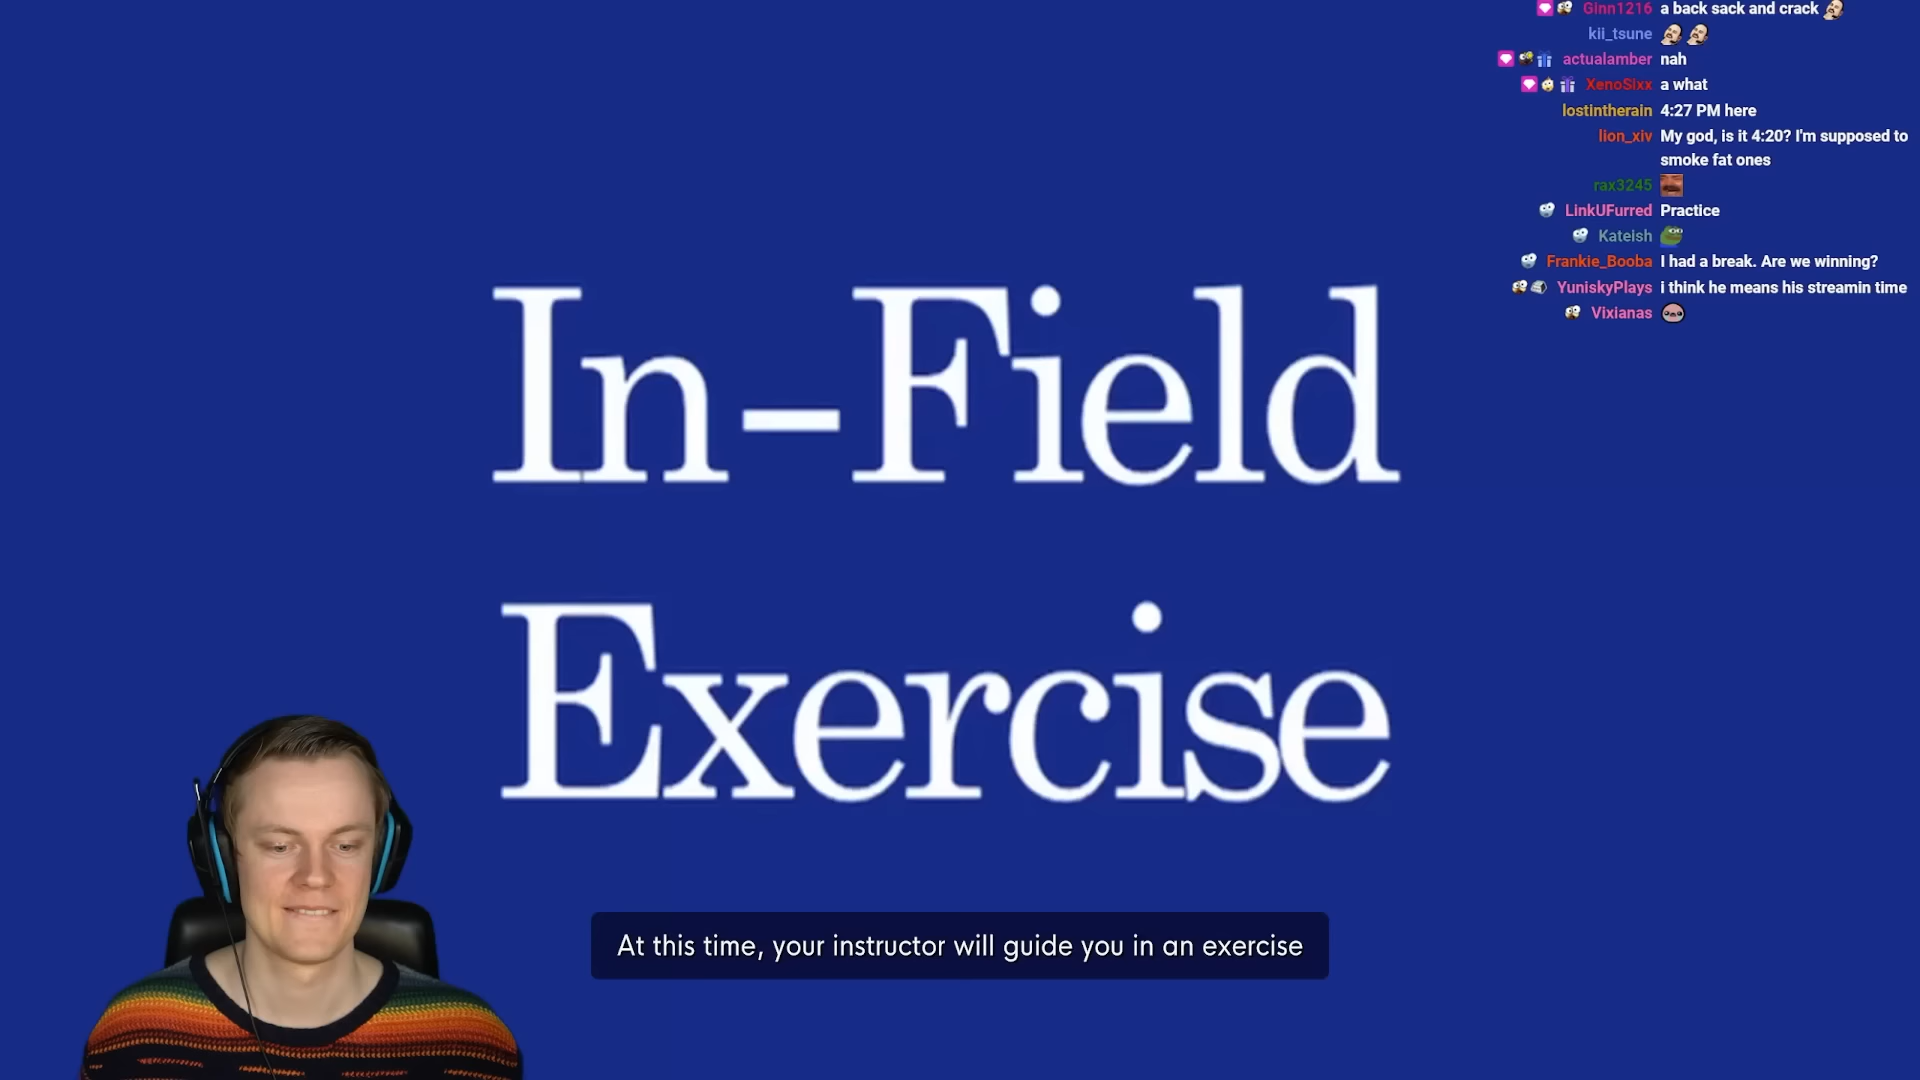 Ginn1216 a back sack and crack
kii_tsune
actualamber nah
XenoSixx a what
lostintherain 4:27 PM here
lion_xiv My god, is it 4:20? I'm supposed to
smoke fat ones
rax3245
LinkUFurred Practice
Kateish
Frankie_Booba I had a break. Are we winning?
YuniskyPlays i think he means his streamin time
Vixianas
In-Field
Exercise
At this time, your instructor will guide you in an exercise